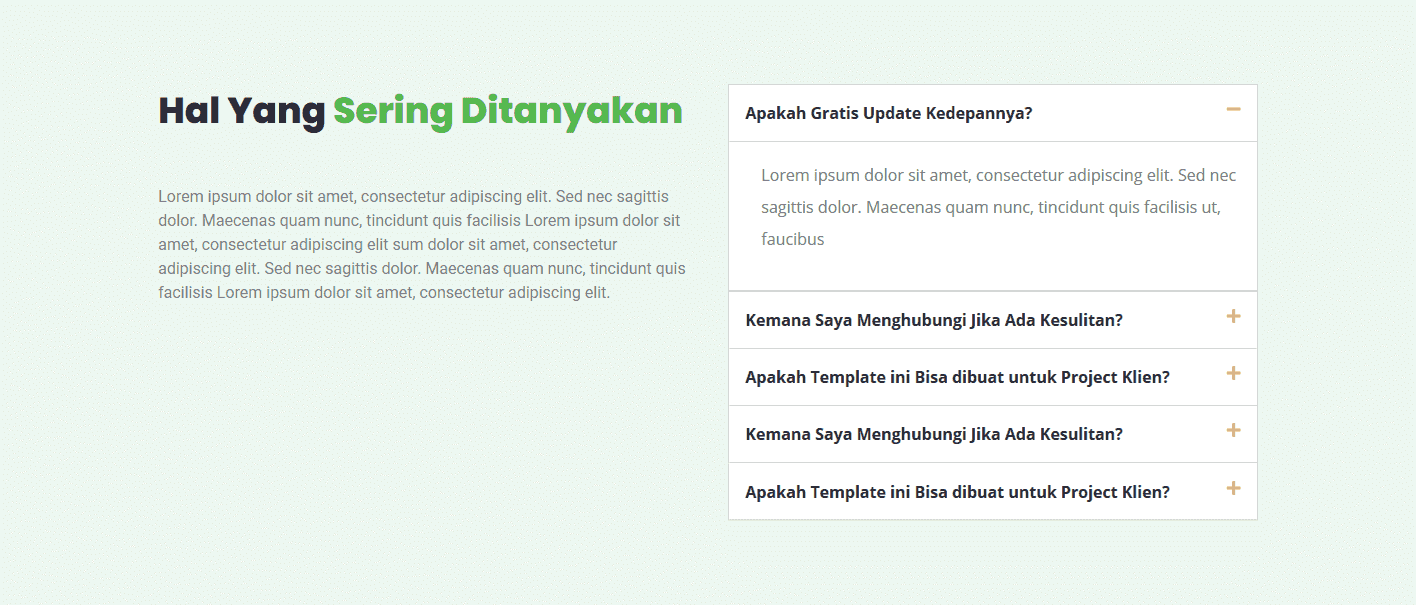 Hal Yang Sering Ditanyakan
Lorem ipsum dolor sit amet, consectetur adipiscing elit. Sed nec sagittis
dolor. Maecenas quam nunc, tincidunt quis facilisis Lorem ipsum dolor sit
amet, consectetur adipiscing elit sum dolor sit amet, consectetur
adipiscing elit. Sed nec sagittis dolor. Maecenas quam nunc, tincidunt quis
facilisis Lorem ipsum dolor sit amet, consectetur adipiscing elit.
Apakah Gratis Update Kedepannya?
Lorem ipsum dolor sit amet, consectetur adipiscing elit. Sed nec
sagittis dolor. Maecenas quam nunc, tincidunt quis facilisis ut,
faucibus
Kemana Saya Menghubungi Jika Ada Kesulitan?
Apakah Template ini Bisa dibuat untuk Project Klien?
Kemana Saya Menghubungi Jika Ada Kesulitan?
Apakah Template ini Bisa dibuat untuk Project Klien?